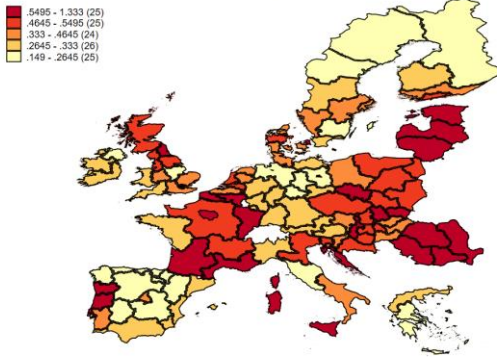 .5495 - 1.333 (25)
.4645 - .5495 (25)
.333 - .4645 (24)
.2645 - .333 (26)
.149 - .2645 (25)